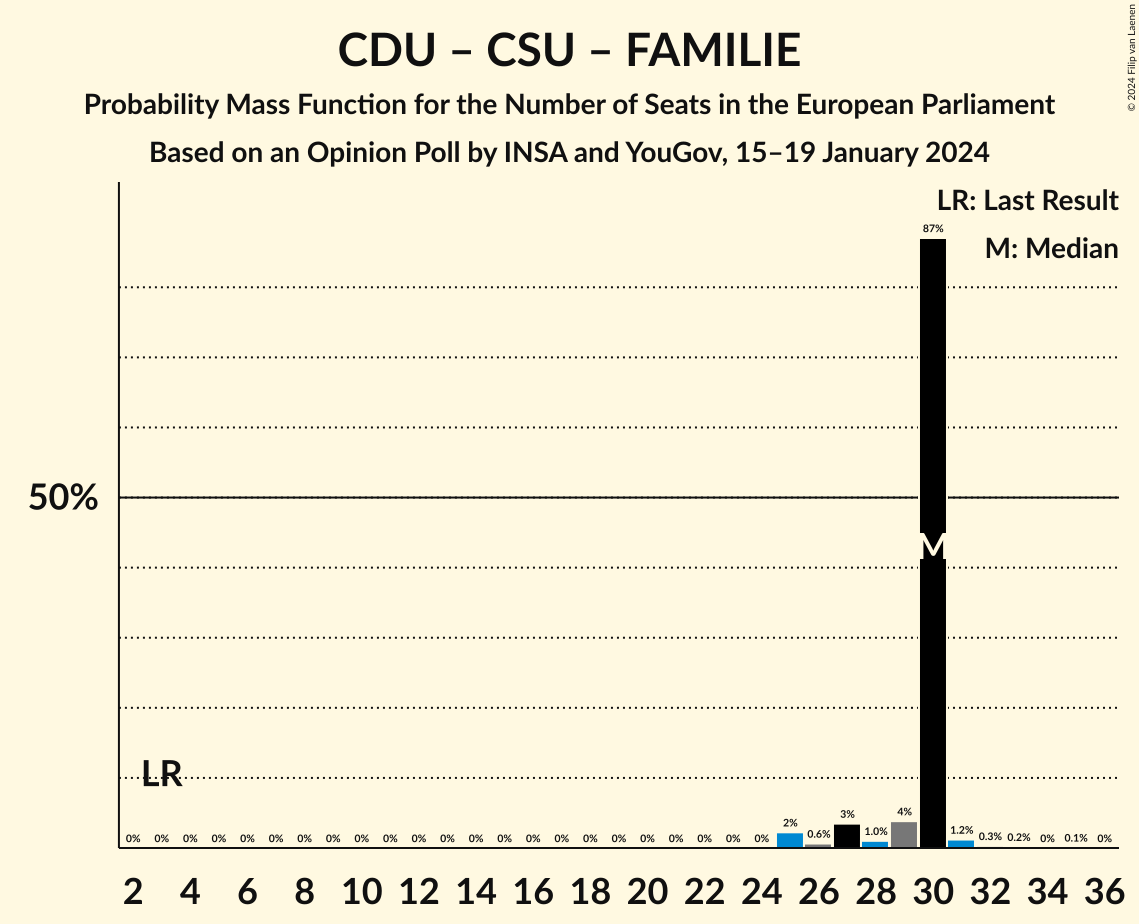 CDU – CSU – FAMILIE
Probability Mass Function for the Number of Seats in the European Parliament
Based on an Opinion Poll by INSA and YouGov, 15–19 January 2024
© 2024 Filip van Laenen
LR: Last Result
M: Median
87%
50%
M
LR
0% 0% 0% 0% 0% 0% 0% 0% 0% 0% 0% 0% 0% 0% 0% 0% 0% 0% 0% 0% 0% 0% 0% 2% 0.6% 3% 1.0% 4% 1.2% 0.3% 0.2% 0% 0.1% 0%
2 4 6 8 10 12 14 16 18 20 22 24 26 28 30 32 34 36